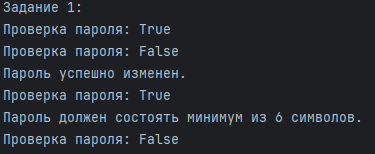 Задание 1:
Проверка пароля: True
Проверка пароля: False
Пароль успешно изменен.
Проверка пароля: True
Пароль должен состоять минимум из 6 символов.
Проверка пароля: False